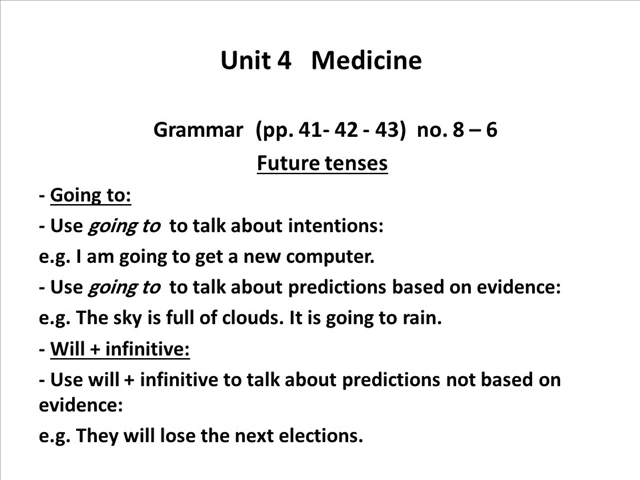 Unit 4   Medicine
Grammar  (pp. 41- 42 - 43)  no. 8 – 6
Future tenses
- Going to:
- Use going to  to talk about intentions:
e.g. I am going to get a new computer.
- Use going to  to talk about predictions based on evidence:
e.g. The sky is full of clouds. It is going to rain.
- Will + infinitive:
- Use will + infinitive to talk about predictions not based on
evidence:
e.g. They will lose the next elections.